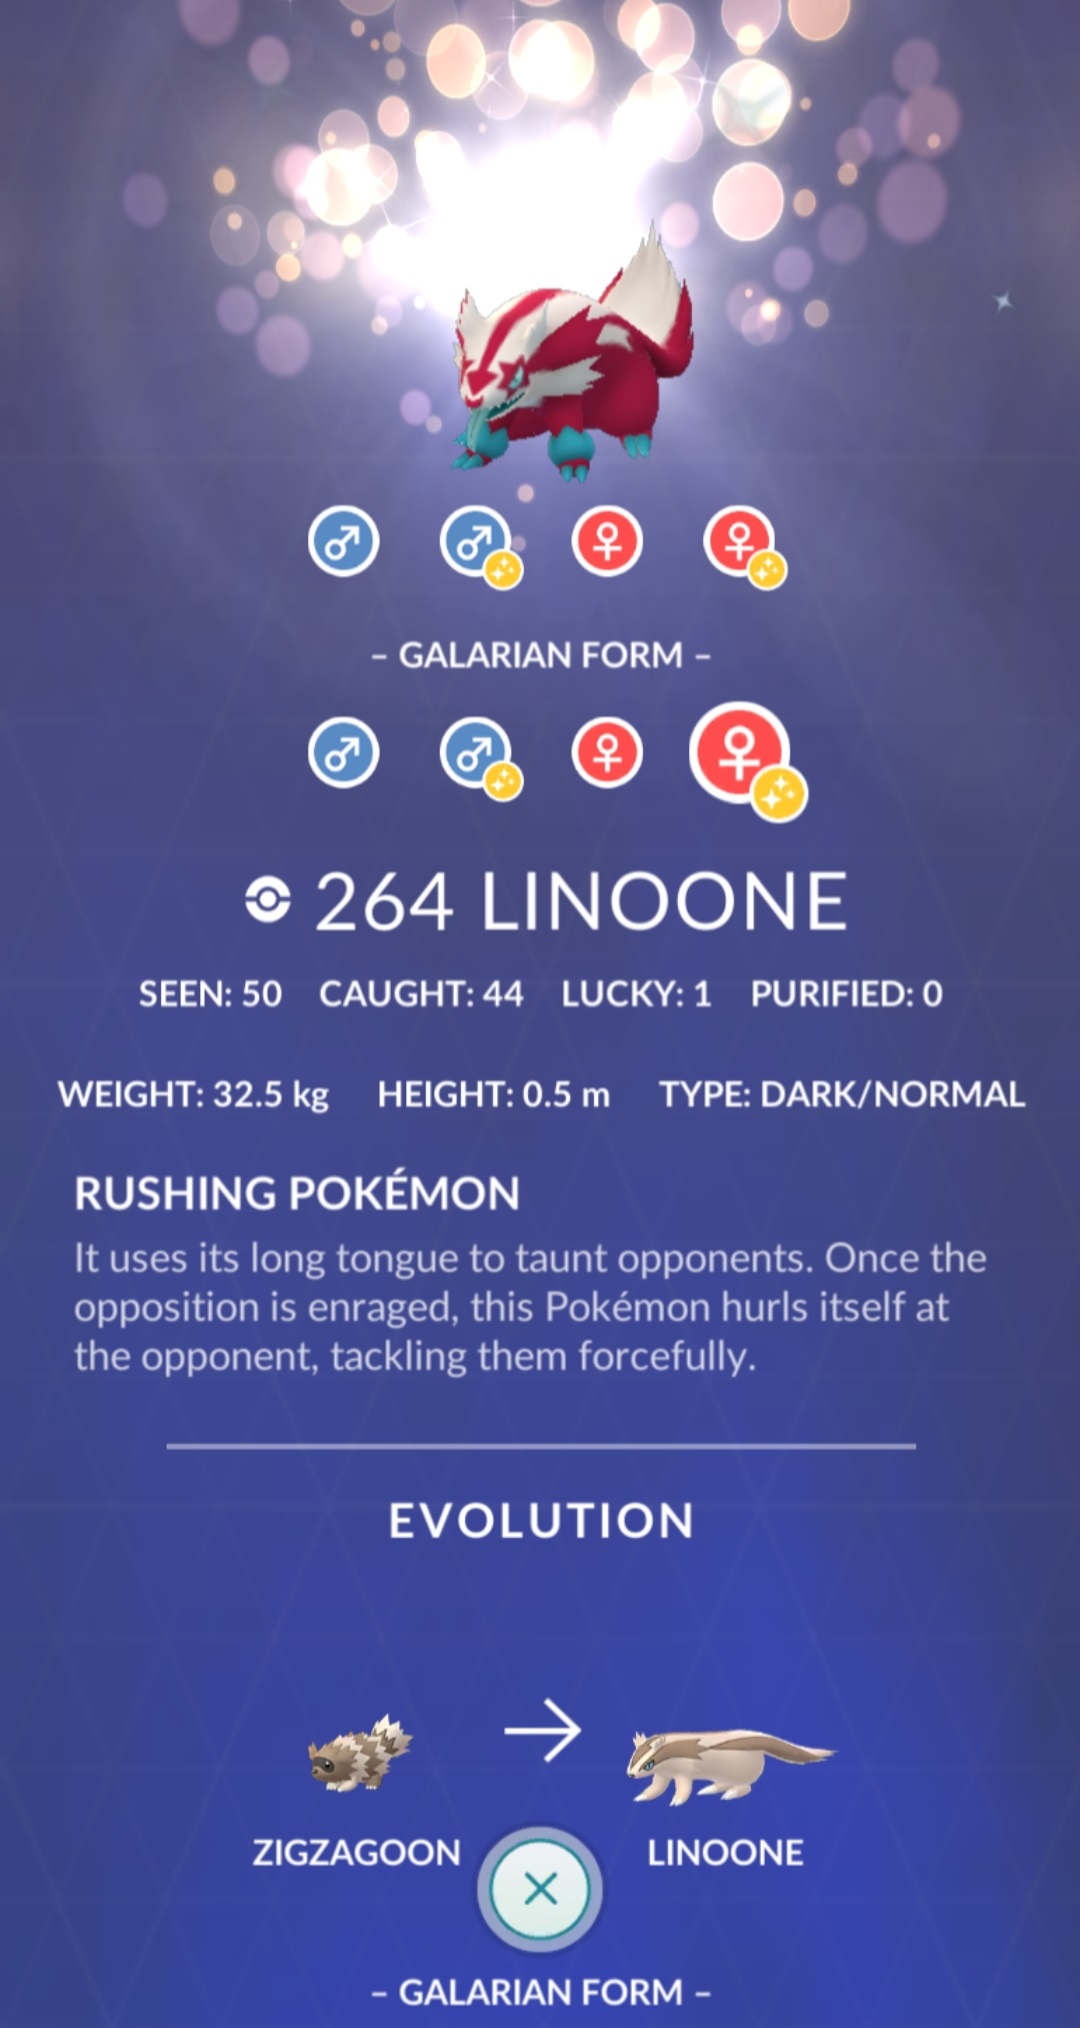 – GALARIAN FORM –
264 LINOONE
SEEN: 50 CAUGHT: 44 LUCKY: 1 PURIFIED: 0
WEIGHT: 32.5 kg HEIGHT: 0.5 m TYPE: DARK/NORMAL
RUSHING POKÉMON
It uses its long tongue to taunt opponents. Once the
opposition is enraged, this Pokémon hurls itself at
the opponent, tackling them forcefully.
EVOLUTION
ZIGZAGOON LINOONE
– GALARIAN FORM –